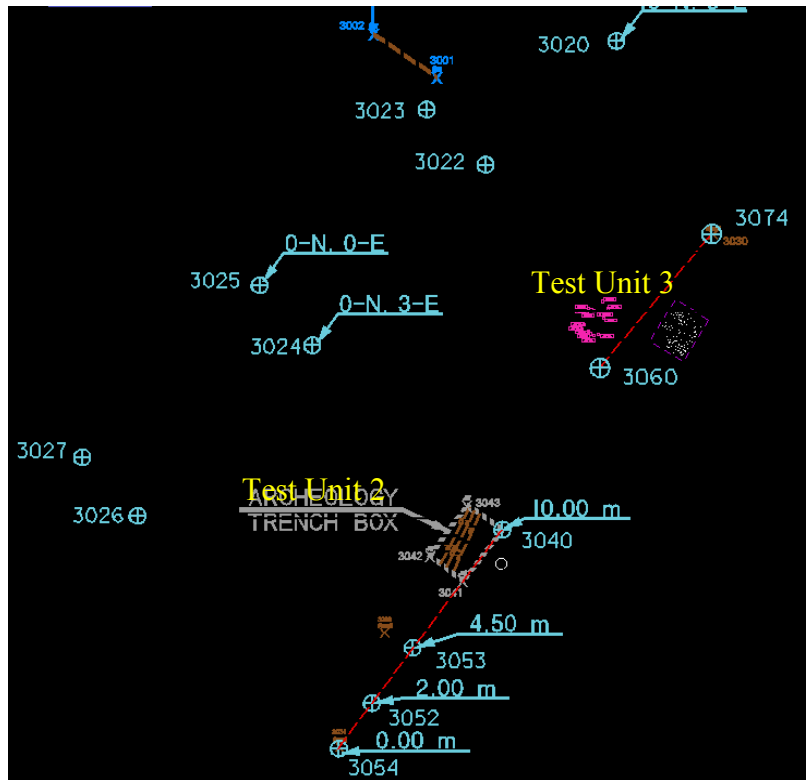 3002
3001
3020
3023
3022
3074
3030
0-N, 0-E
3025
Test Unit 3
0-N, 3-E
3024
3060
3027
Test Unit 2
ARCHEOLOGY
TRENCH BOX
3043
3026
10.00 m
3040
3042
3041
4.50 m
3053
2.00 m
3052
0.00 m
3054